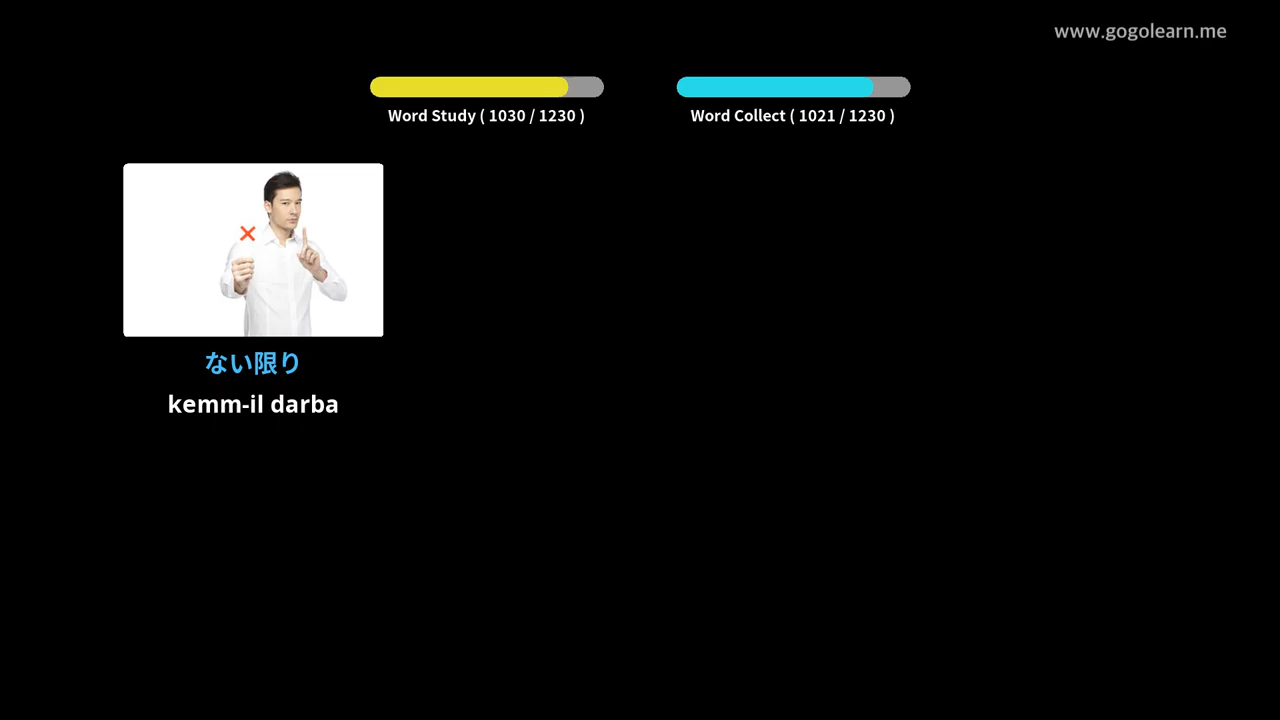 www.gogolearn.me
Word Study ( 1030 / 1230 )
Word Collect ( 1021 / 1230 )
ない限り
kemm-il darba